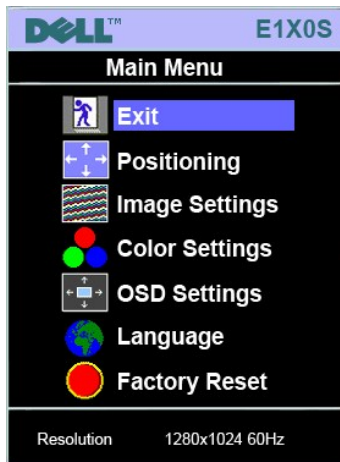 DELL™ E1X0S
Main Menu
Exit
Positioning
Image Settings
Color Settings
OSD Settings
Language
Factory Reset
Resolution 1280x1024 60Hz